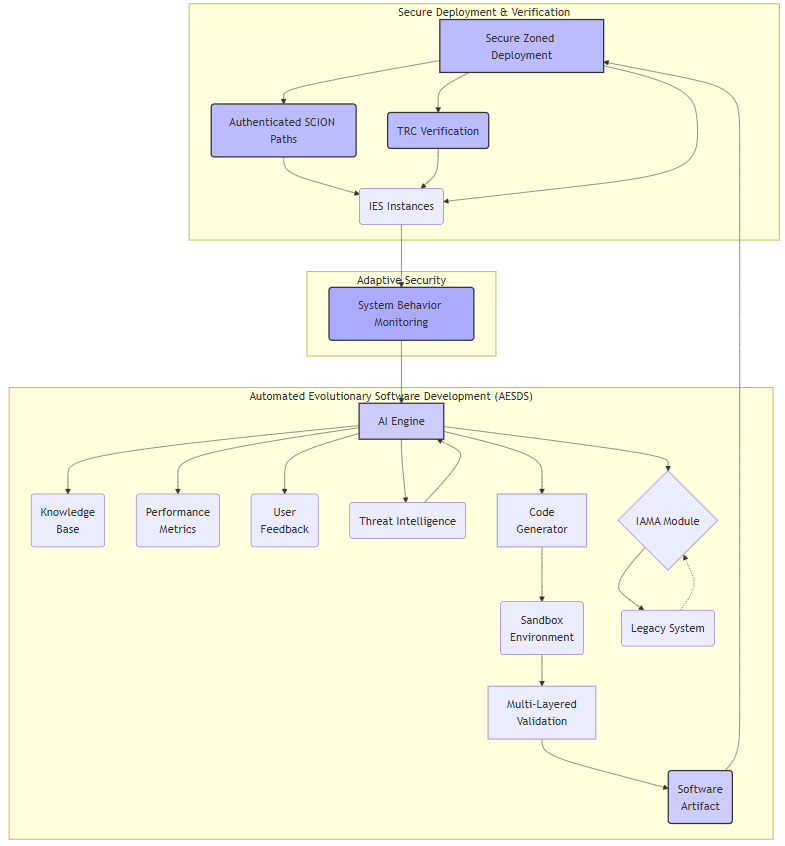 Secure Deployment & Verification
Secure Zoned
Deployment
Authenticated SCION
Paths
TRC Verification
IES Instances
Adaptive Security
System Behavior
Monitoring
Automated Evolutionary Software Development (AESDS)
AI Engine
Knowledge
Base
Performance
Metrics
User
Feedback
Threat Intelligence
Code
Generator
IAMA Module
Sandbox
Environment
Legacy System
Multi-Layered
Validation
Software
Artifact